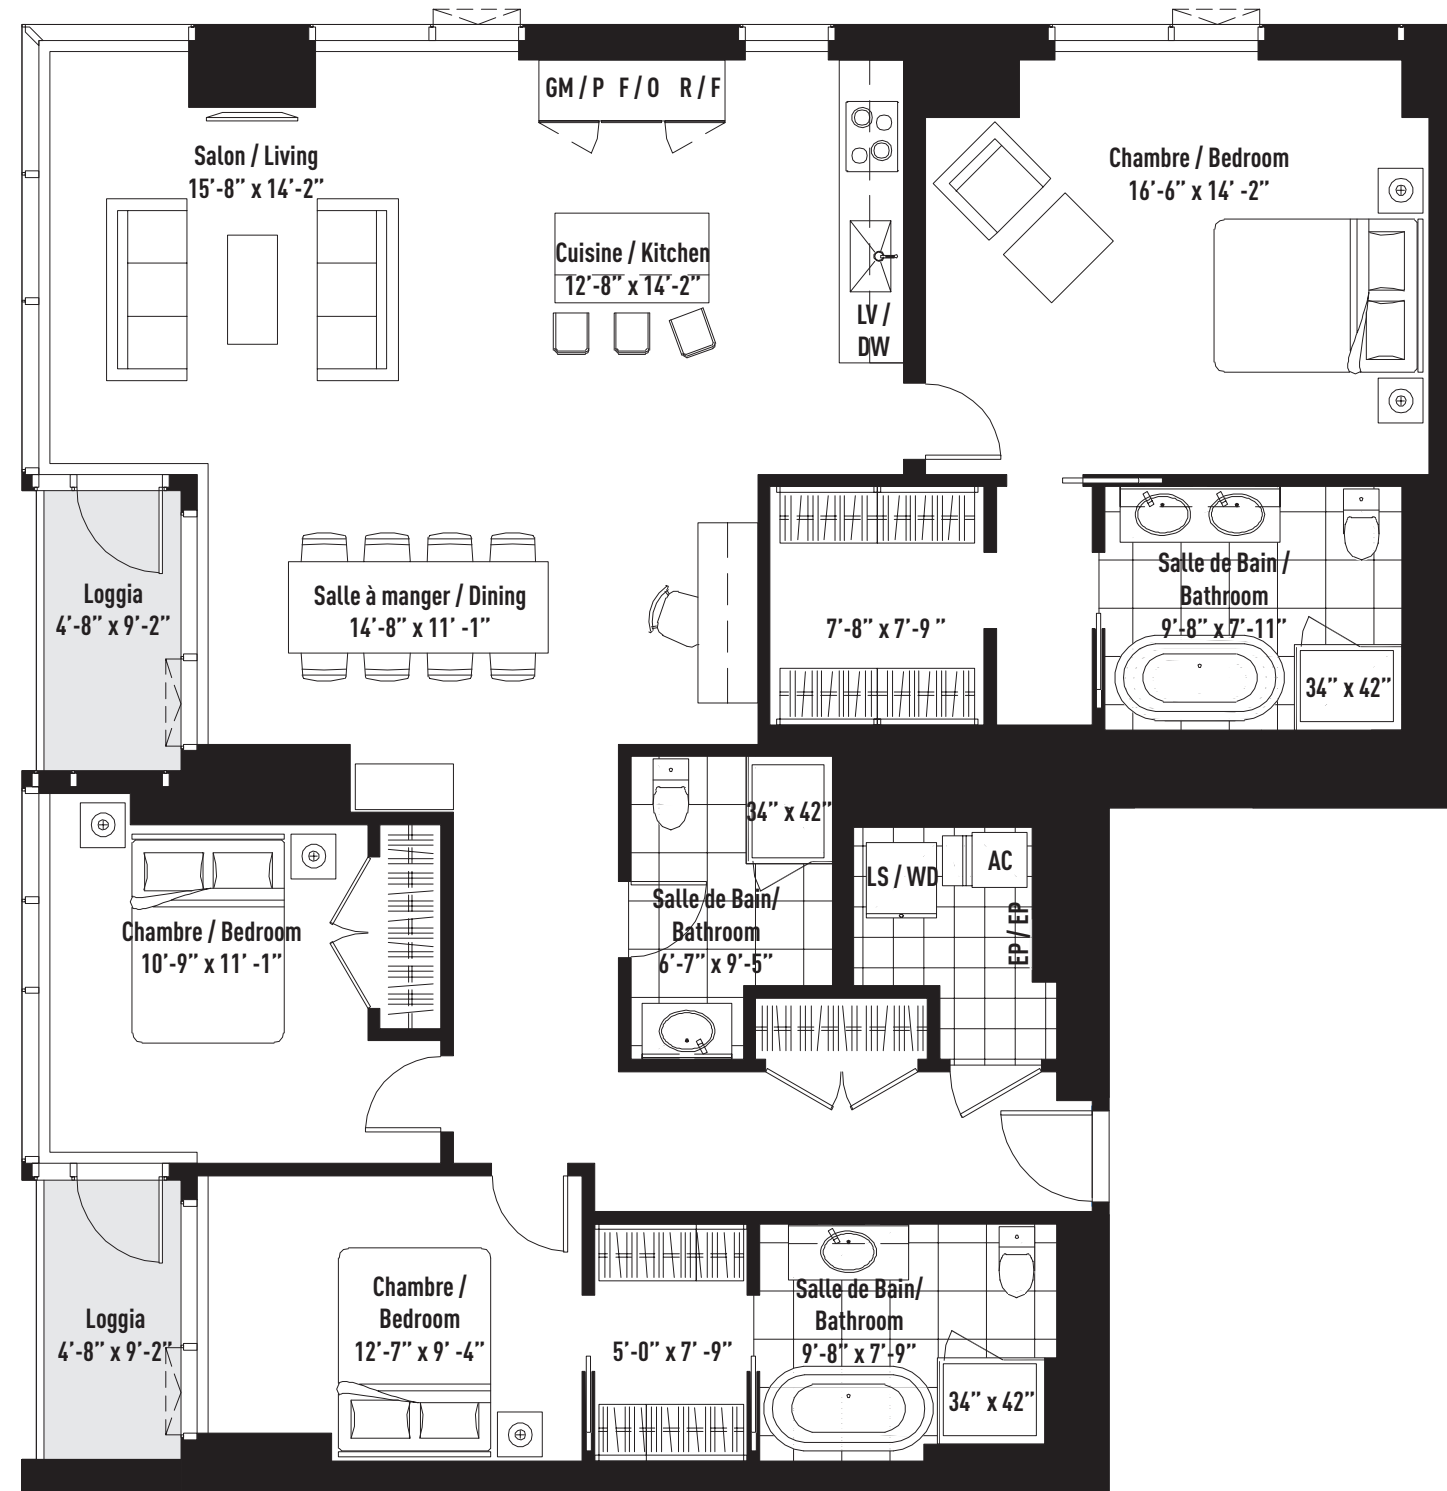 GM / P F / O R / F
Salon / Living
15’-8” x 14’-2”
Chambre / Bedroom
16’-6” x 14’ -2”
Cuisine / Kitchen
12’-8” x 14’-2”
LV /
DW
Loggia
4’-8” x 9’-2”
Salle à manger / Dining
14’-8” x 11’ -1”
7’-8” x 7’-9 ”
Salle de Bain /
Bathroom
9’-8” x 7’-11”
34” x 42”
34” x 42”
LS / WD
AC
EP / EP
Salle de Bain/
Bathroom
6’-7” x 9’-5”
Chambre / Bedroom
10’-9” x 11’ -1”
Loggia
4’-8” x 9’-2”
Chambre /
Bedroom
12’-7” x 9’ -4”
5’-0” x 7’ -9”
Salle de Bain/
Bathroom
9’-8” x 7’-9”
34” x 42”